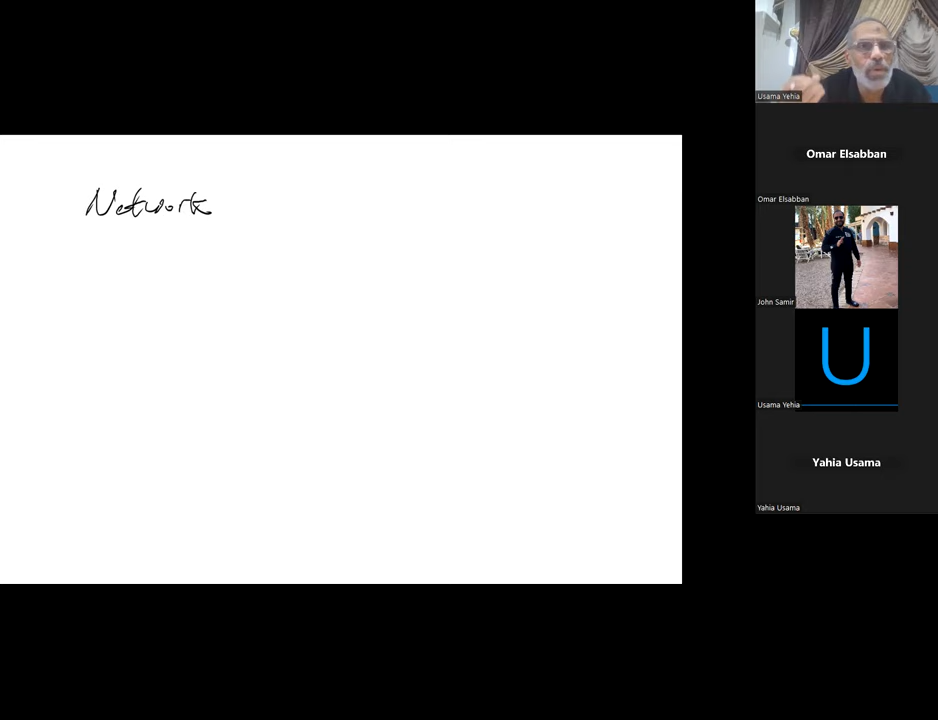 Network
Usama Yehia
Omar Elsabban
Omar Elsabban
John Samir
U
Usama Yehia
Yahia Usama
Yahia Usama